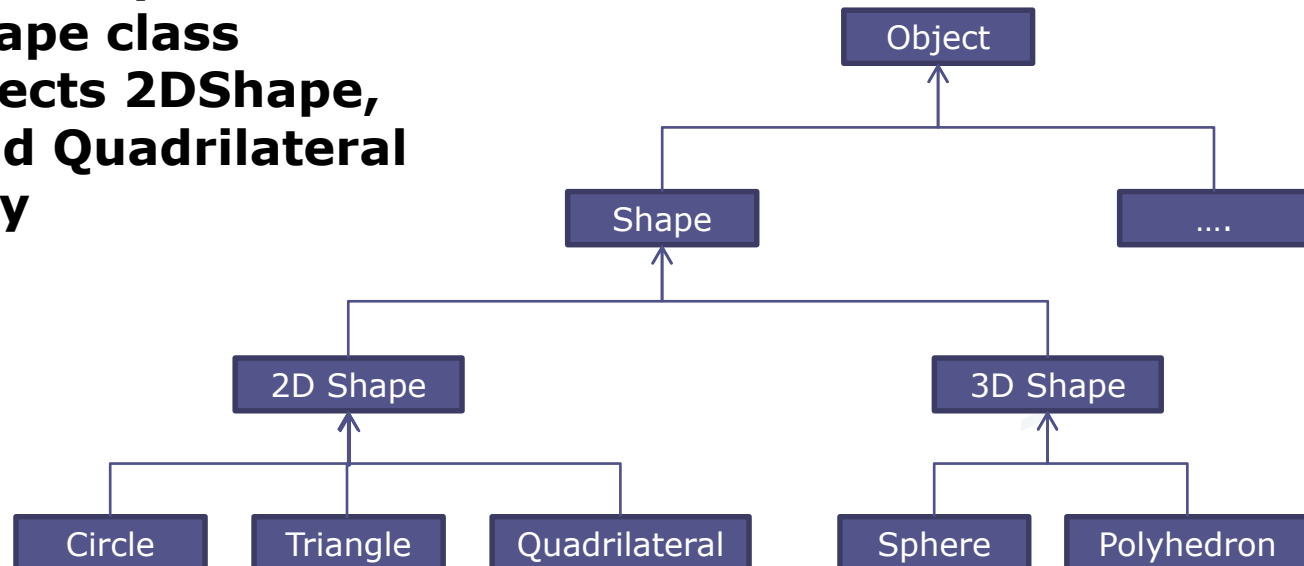 ape class
ects 2DShape,
d Quadrilateral
y
Object
Shape
....
2D Shape
3D Shape
Circle
Triangle
Quadrilateral
Sphere
Polyhedron